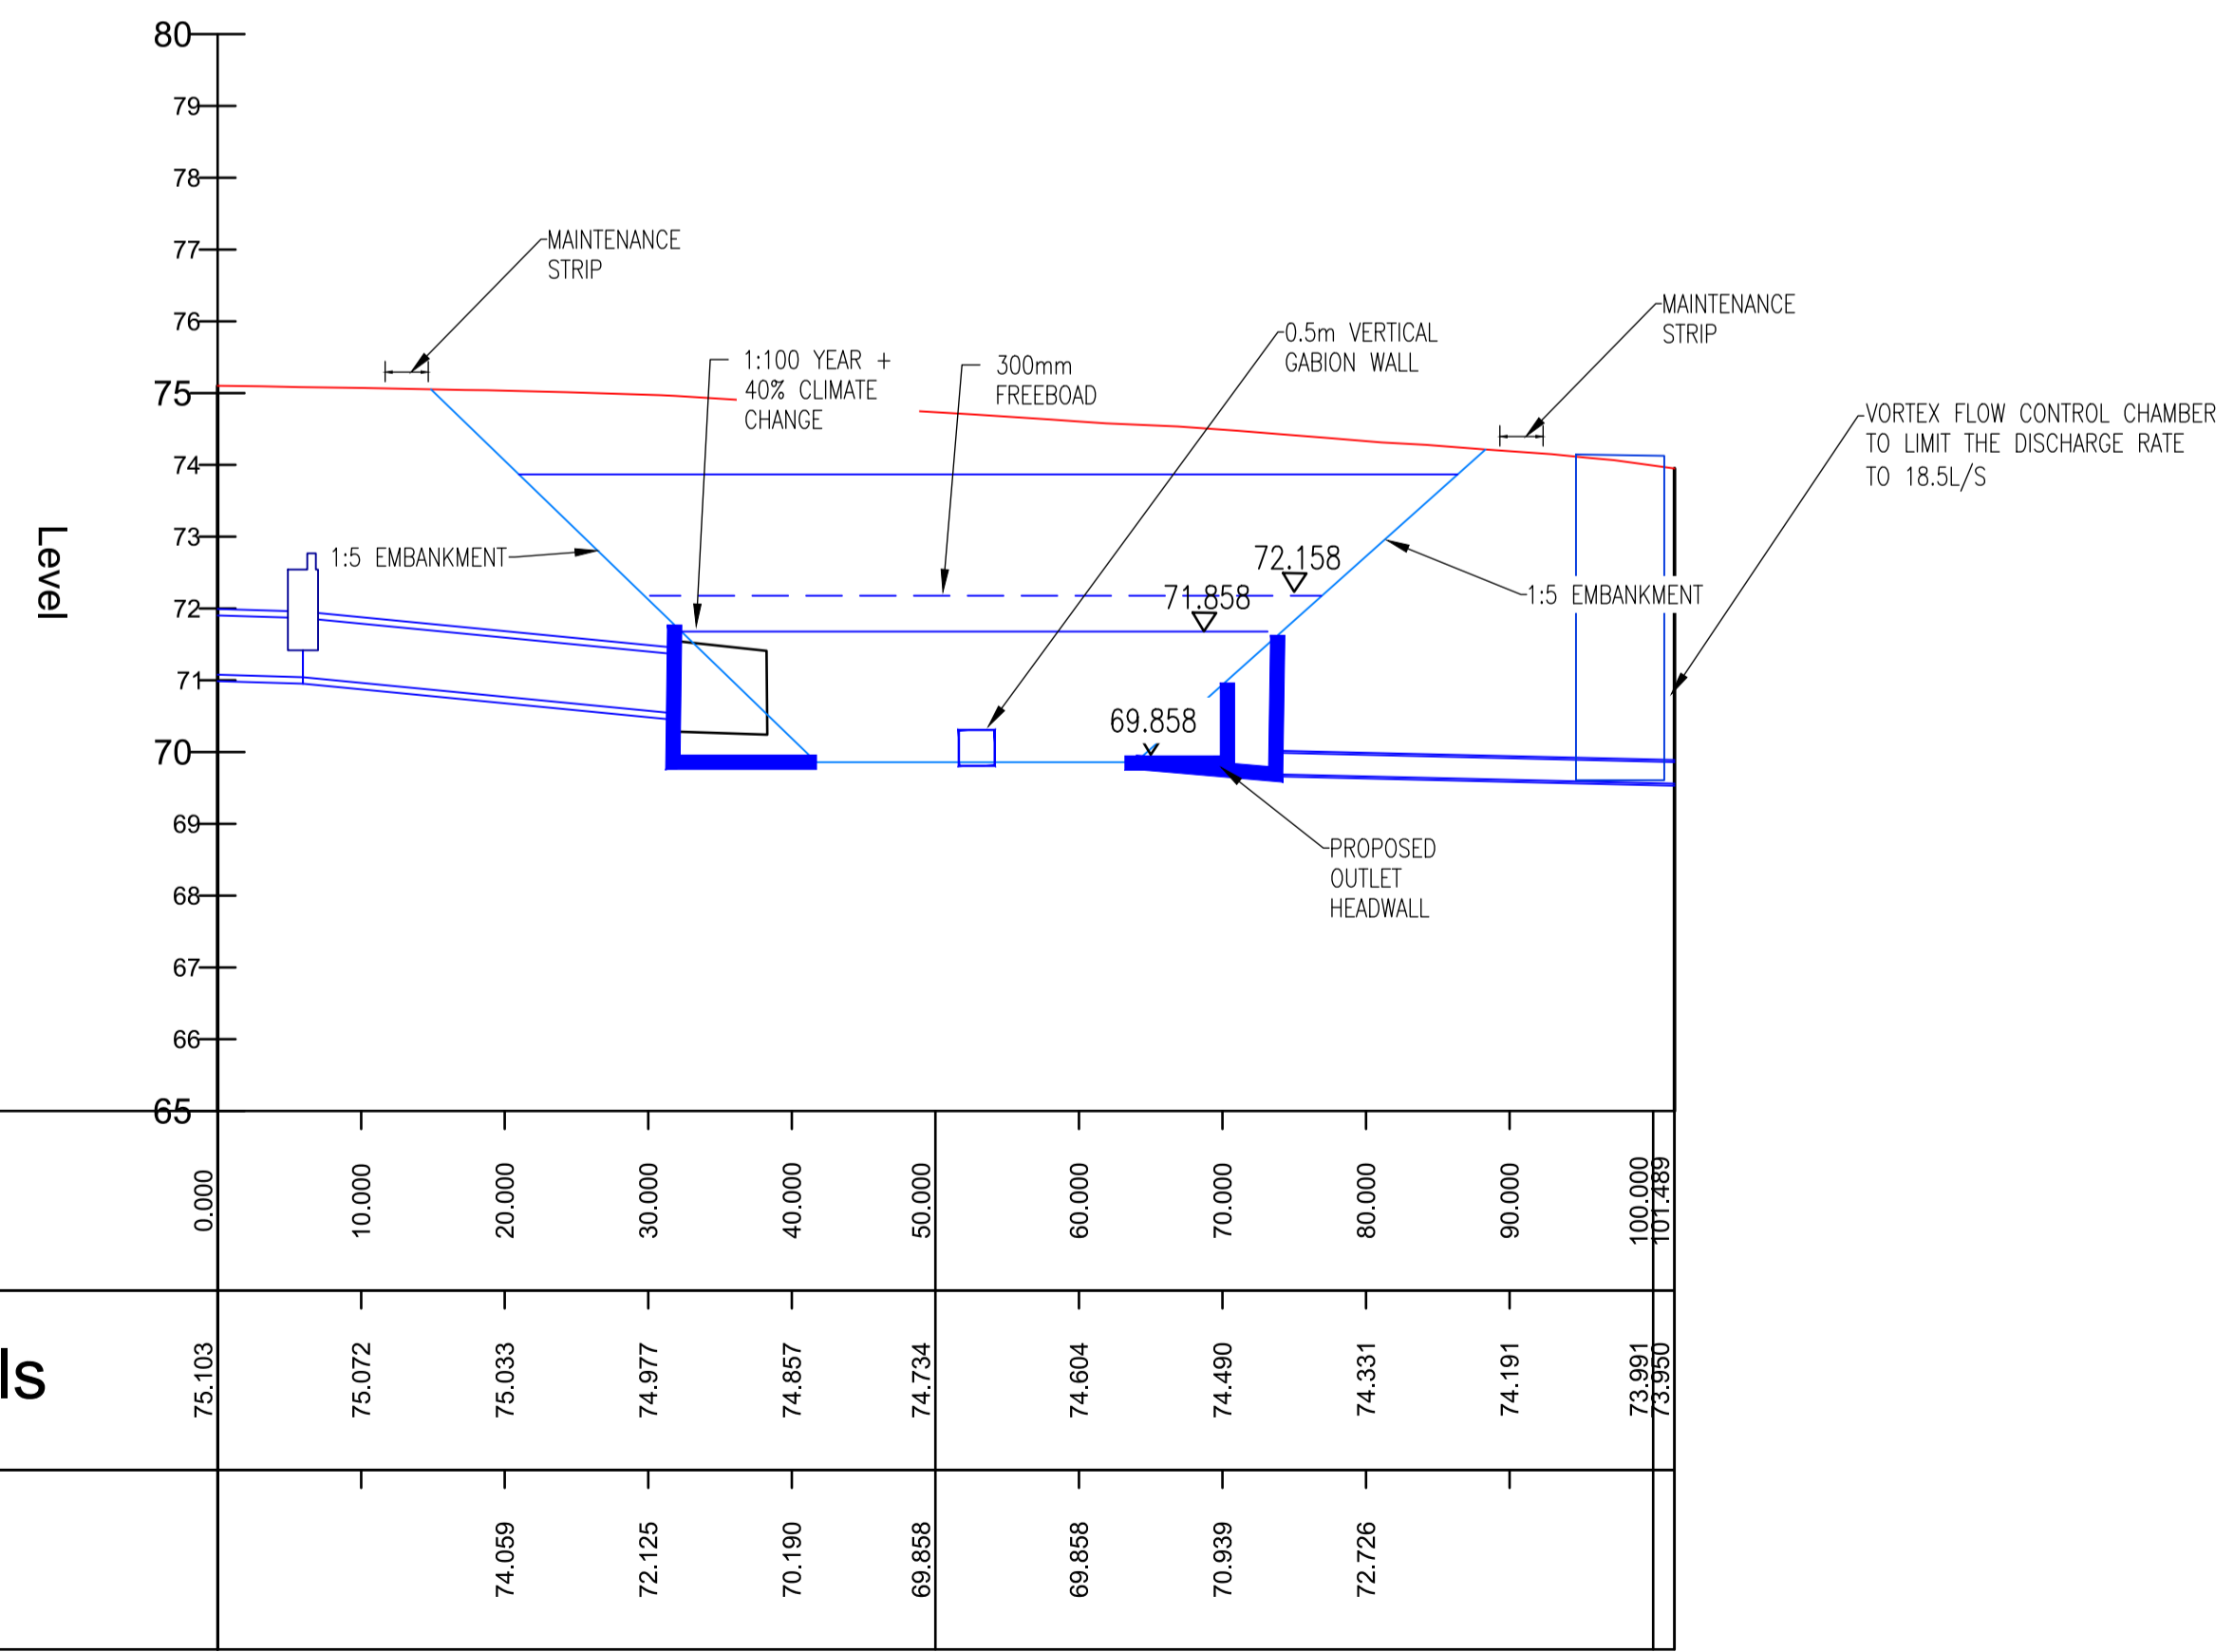 80
79
78
77
76
75
74
73
72
71
70
69
68
67
66
65
Level
MAINTENANCE
STRIP
1:100 YEAR +
40% CLIMATE
CHANGE
300mm
FREEBOAD
0.5m VERTICAL
GABION WALL
MAINTENANCE
STRIP
VORTEX FLOW CONTROL CHAMBER
TO LIMIT THE DISCHARGE RATE
TO 18.5L/S
1:5 EMBANKMENT
72.158
71.858
1:5 EMBANKMENT
69.858
PROPOSED
OUTLET
HEADWALL
0.000 10.000 20.000 30.000 40.000 50.000 60.000 70.000 80.000 90.000 100.000 101.489
ls
75.103 75.072 75.033 74.977 74.857 74.734 74.604 74.490 74.331 74.191 73.991 73.950
74.059 72.125 70.190 69.858 69.858 70.939 72.726